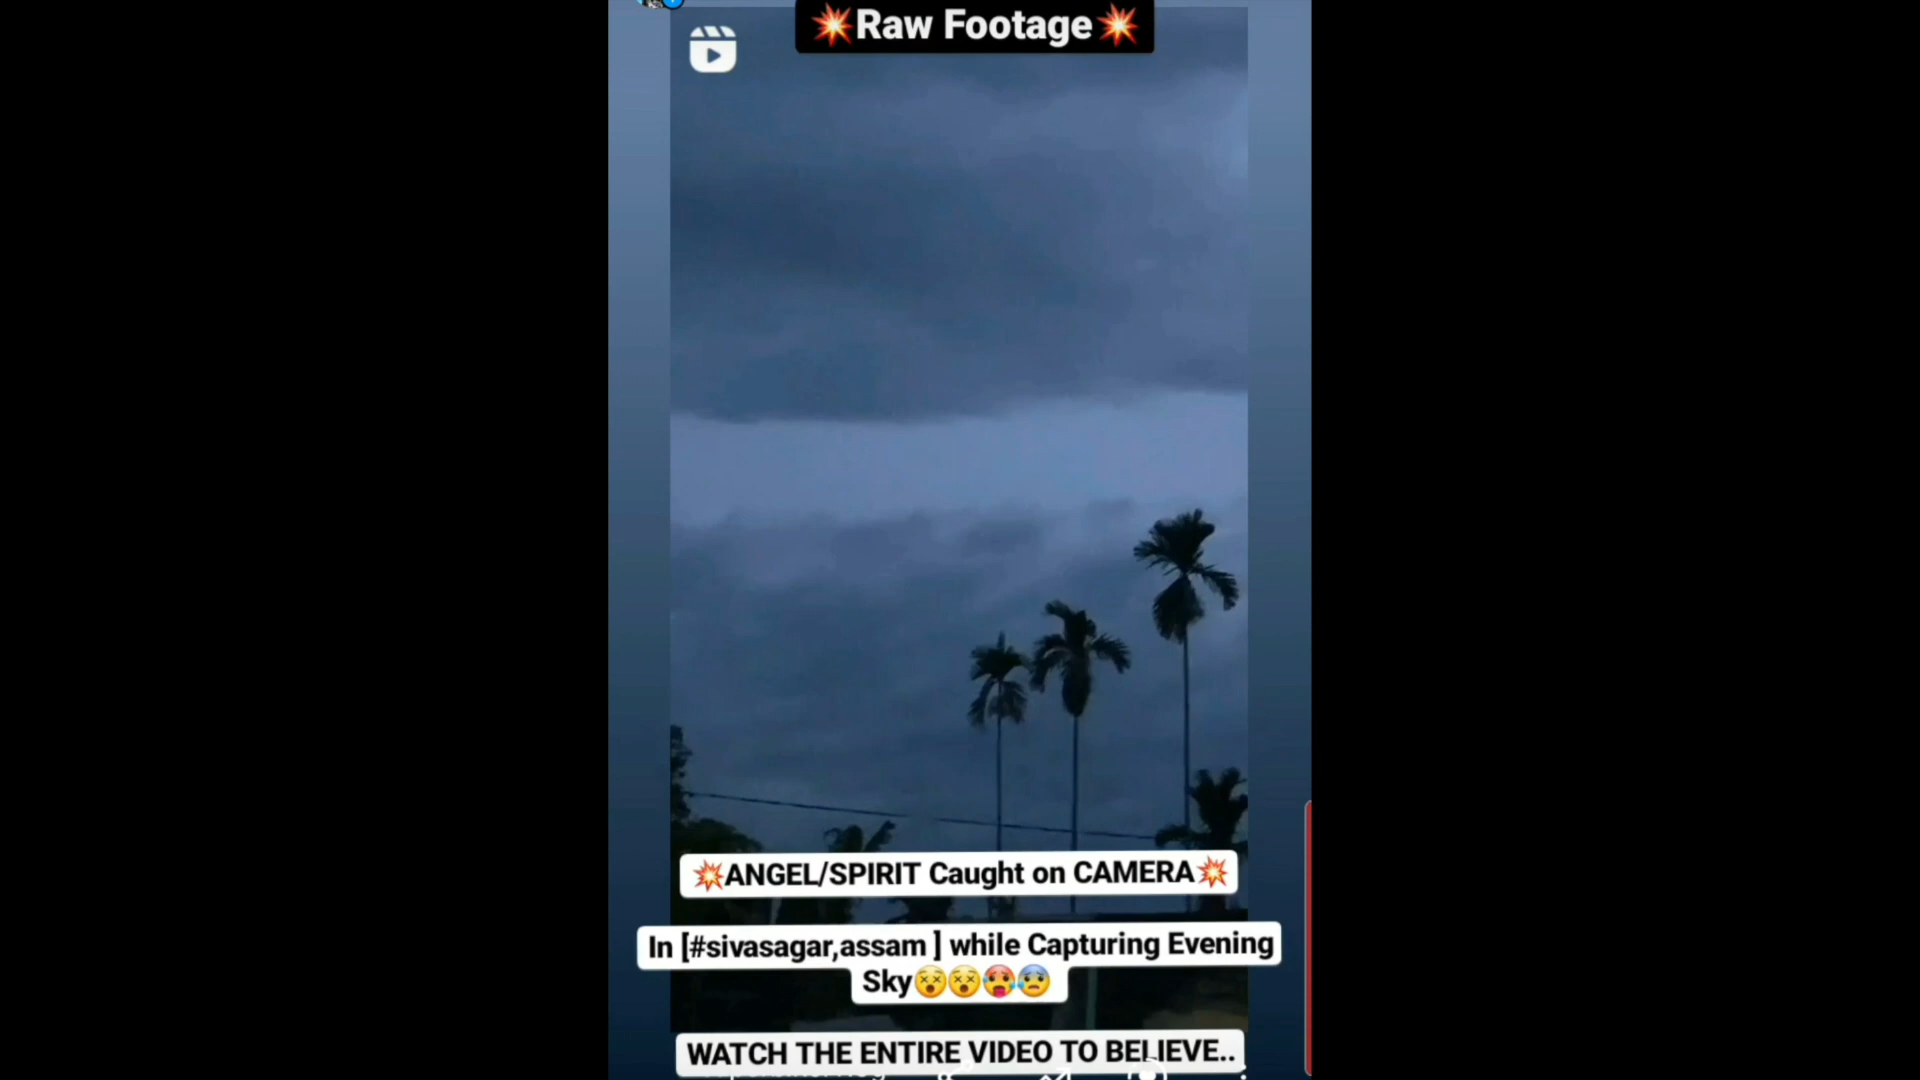 💥Raw Footage💥
💥ANGEL/SPIRIT Caught on CAMERA💥
In [#sivasagar,assam ] while Capturing Evening
Sky😵😵🥵😰
WATCH THE ENTIRE VIDEO TO BELIEVE..